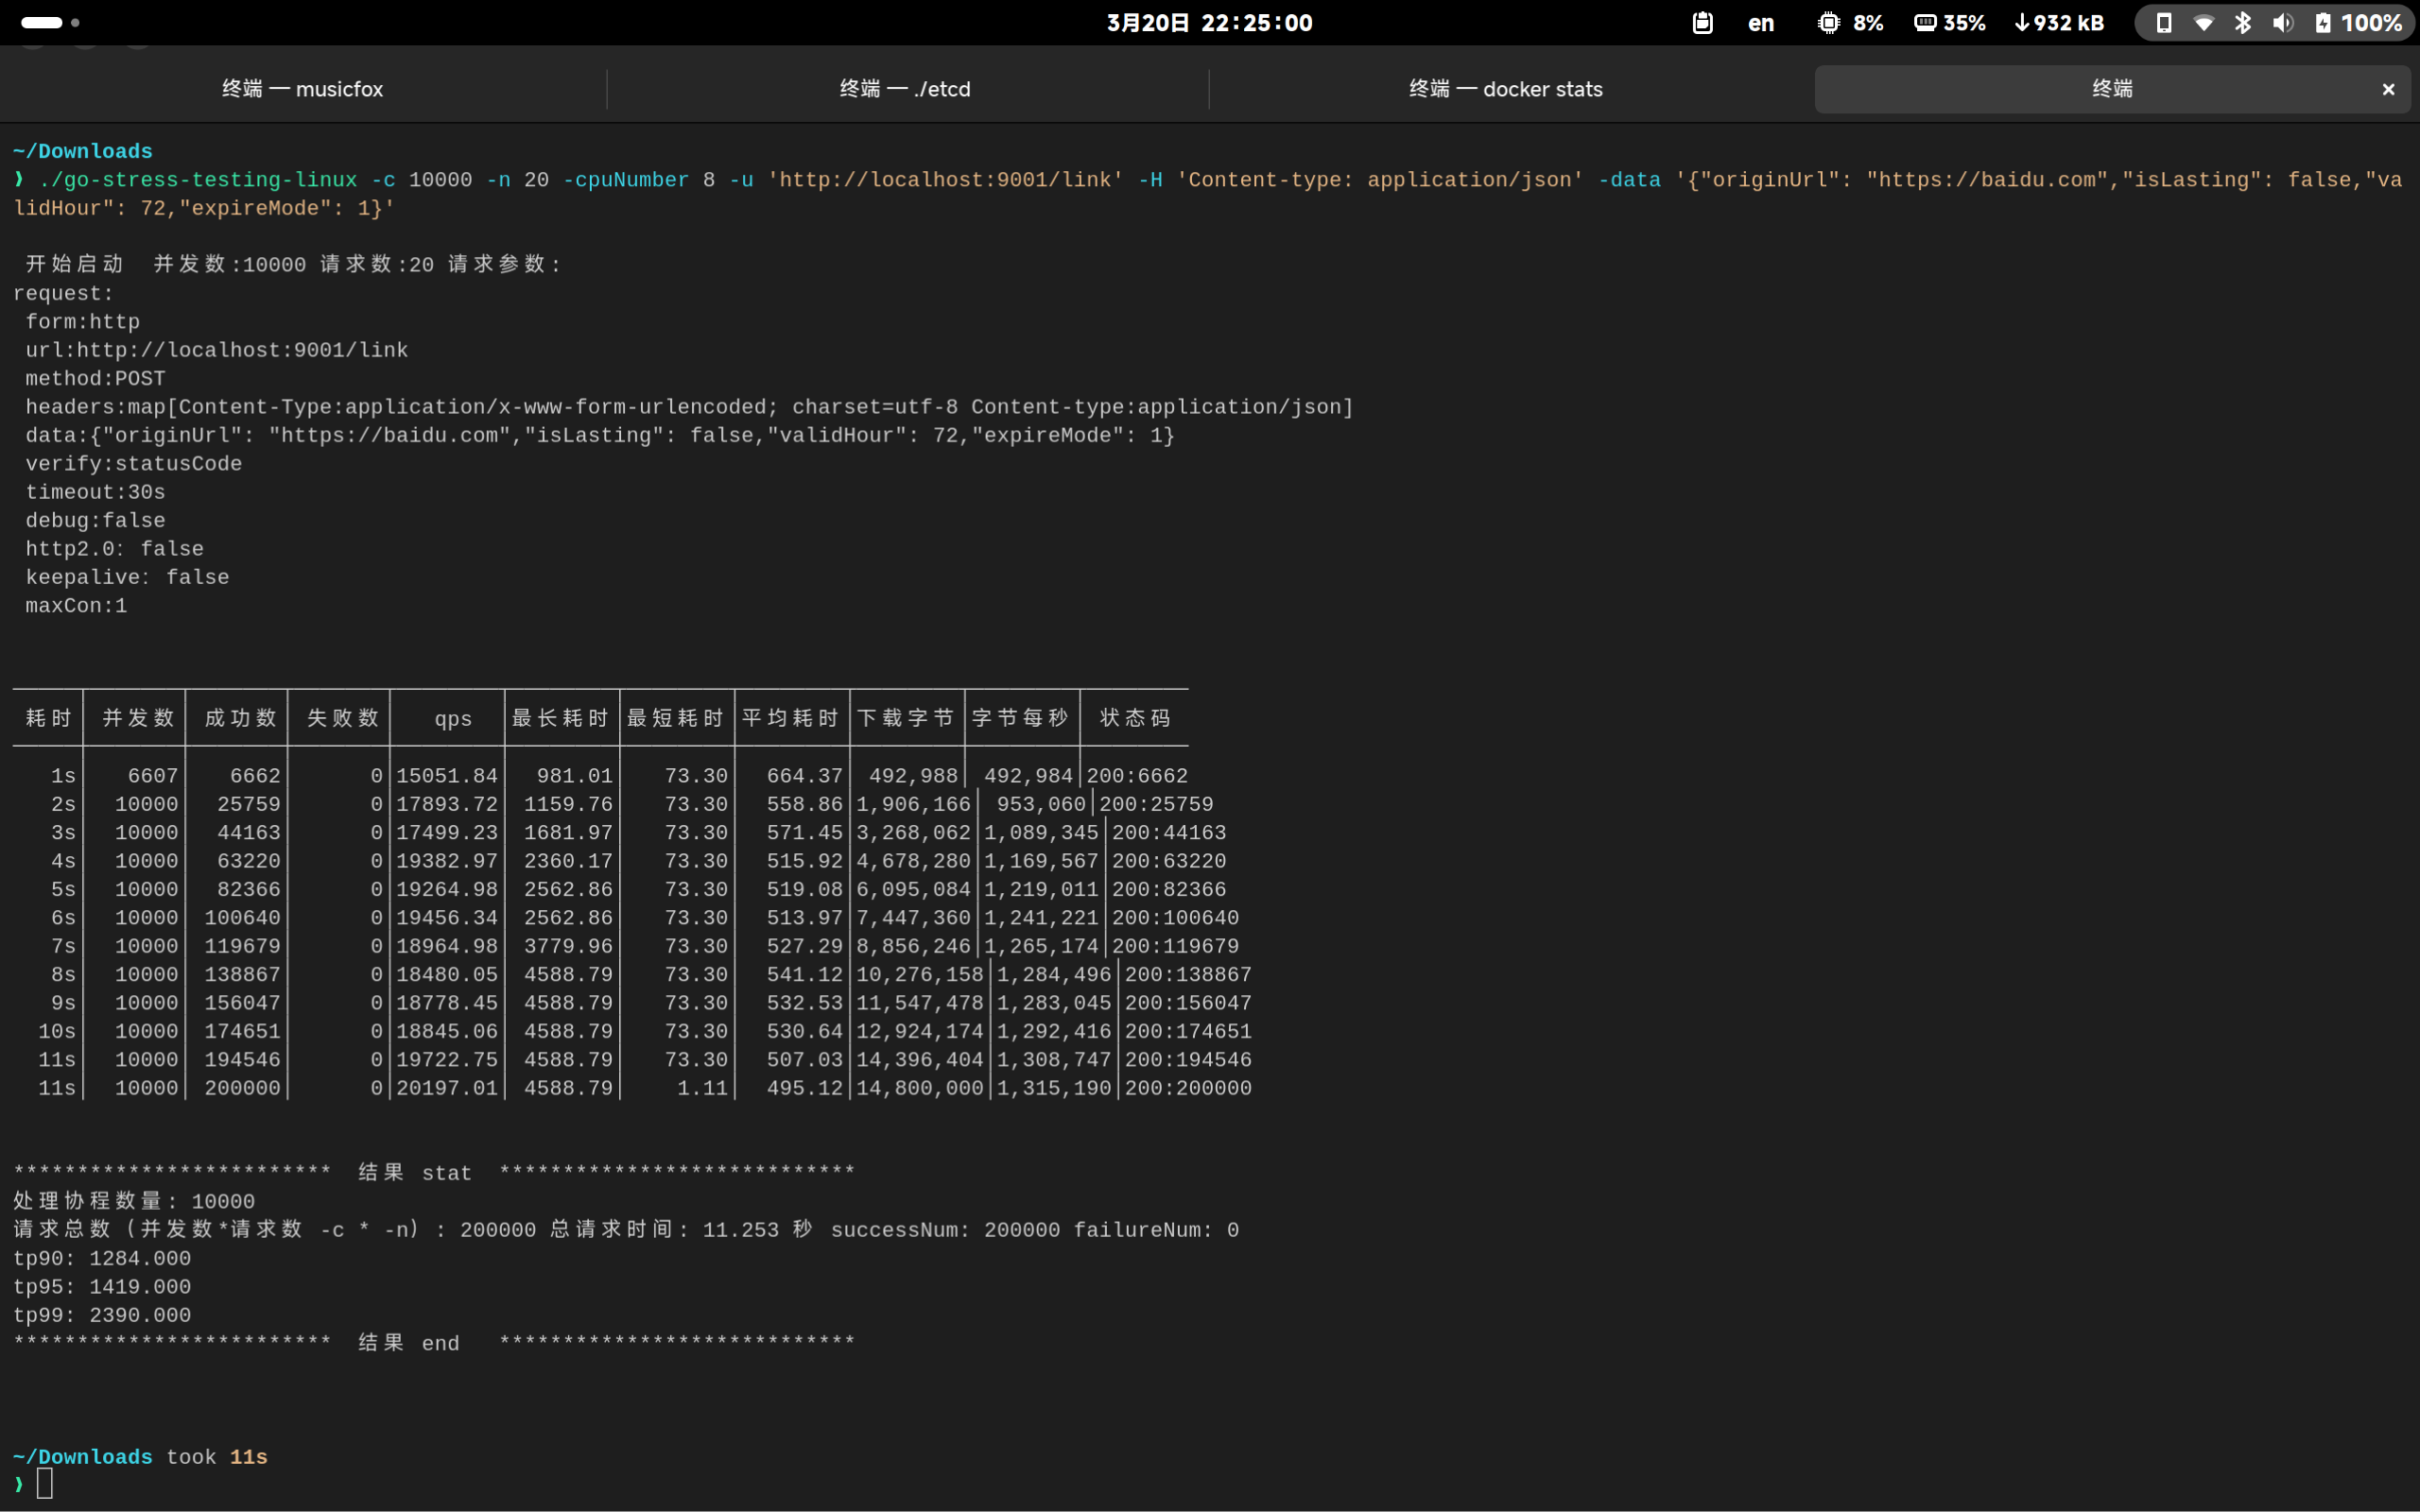 3月20日 22:25:00 en 8% 35% ↓932 kB 100%
终端 — musicfox 终端 — ./etcd 终端 — docker stats 终端 ×
~/Downloads
❯ ./go-stress-testing-linux -c 10000 -n 20 -cpuNumber 8 -u 'http://localhost:9001/link' -H 'Content-type: application/json' -data '{"originUrl": "https://baidu.com","isLasting": false,"va
lidHour": 72,"expireMode": 1}'
开始启动 并发数:10000 请求数:20 请求参数:
request:
form:http
url:http://localhost:9001/link
method:POST
headers:map[Content-Type:application/x-www-form-urlencoded; charset=utf-8 Content-type:application/json]
data:{"originUrl": "https://baidu.com","isLasting": false,"validHour": 72,"expireMode": 1}
verify:statusCode
timeout:30s
debug:false
http2.0：false
keepalive：false
maxCon:1
耗时│ 并发数│ 成功数│ 失败数│ qps │最长耗时│最短耗时│平均耗时│下载字节│字节每秒│ 状态码
1s│ 6607│ 6662│ 0│15051.84│ 981.01│ 73.30│ 664.37│ 492,988│ 492,984│200:6662
2s│ 10000│ 25759│ 0│17893.72│ 1159.76│ 73.30│ 558.86│1,906,166│ 953,060│200:25759
3s│ 10000│ 44163│ 0│17499.23│ 1681.97│ 73.30│ 571.45│3,268,062│1,089,345│200:44163
4s│ 10000│ 63220│ 0│19382.97│ 2360.17│ 73.30│ 515.92│4,678,280│1,169,567│200:63220
5s│ 10000│ 82366│ 0│19264.98│ 2562.86│ 73.30│ 519.08│6,095,084│1,219,011│200:82366
6s│ 10000│ 100640│ 0│19456.34│ 2562.86│ 73.30│ 513.97│7,447,360│1,241,221│200:100640
7s│ 10000│ 119679│ 0│18964.98│ 3779.96│ 73.30│ 527.29│8,856,246│1,265,174│200:119679
8s│ 10000│ 138867│ 0│18480.05│ 4588.79│ 73.30│ 541.12│10,276,158│1,284,496│200:138867
9s│ 10000│ 156047│ 0│18778.45│ 4588.79│ 73.30│ 532.53│11,547,478│1,283,045│200:156047
10s│ 10000│ 174651│ 0│18845.06│ 4588.79│ 73.30│ 530.64│12,924,174│1,292,416│200:174651
11s│ 10000│ 194546│ 0│19722.75│ 4588.79│ 73.30│ 507.03│14,396,404│1,308,747│200:194546
11s│ 10000│ 200000│ 0│20197.01│ 4588.79│ 1.11│ 495.12│14,800,000│1,315,190│200:200000
************************* 结果 stat ****************************
处理协程数量: 10000
请求总数（并发数*请求数 -c * -n）: 200000 总请求时间: 11.253 秒 successNum: 200000 failureNum: 0
tp90: 1284.000
tp95: 1419.000
tp99: 2390.000
************************* 结果 end ****************************
~/Downloads took 11s
❯